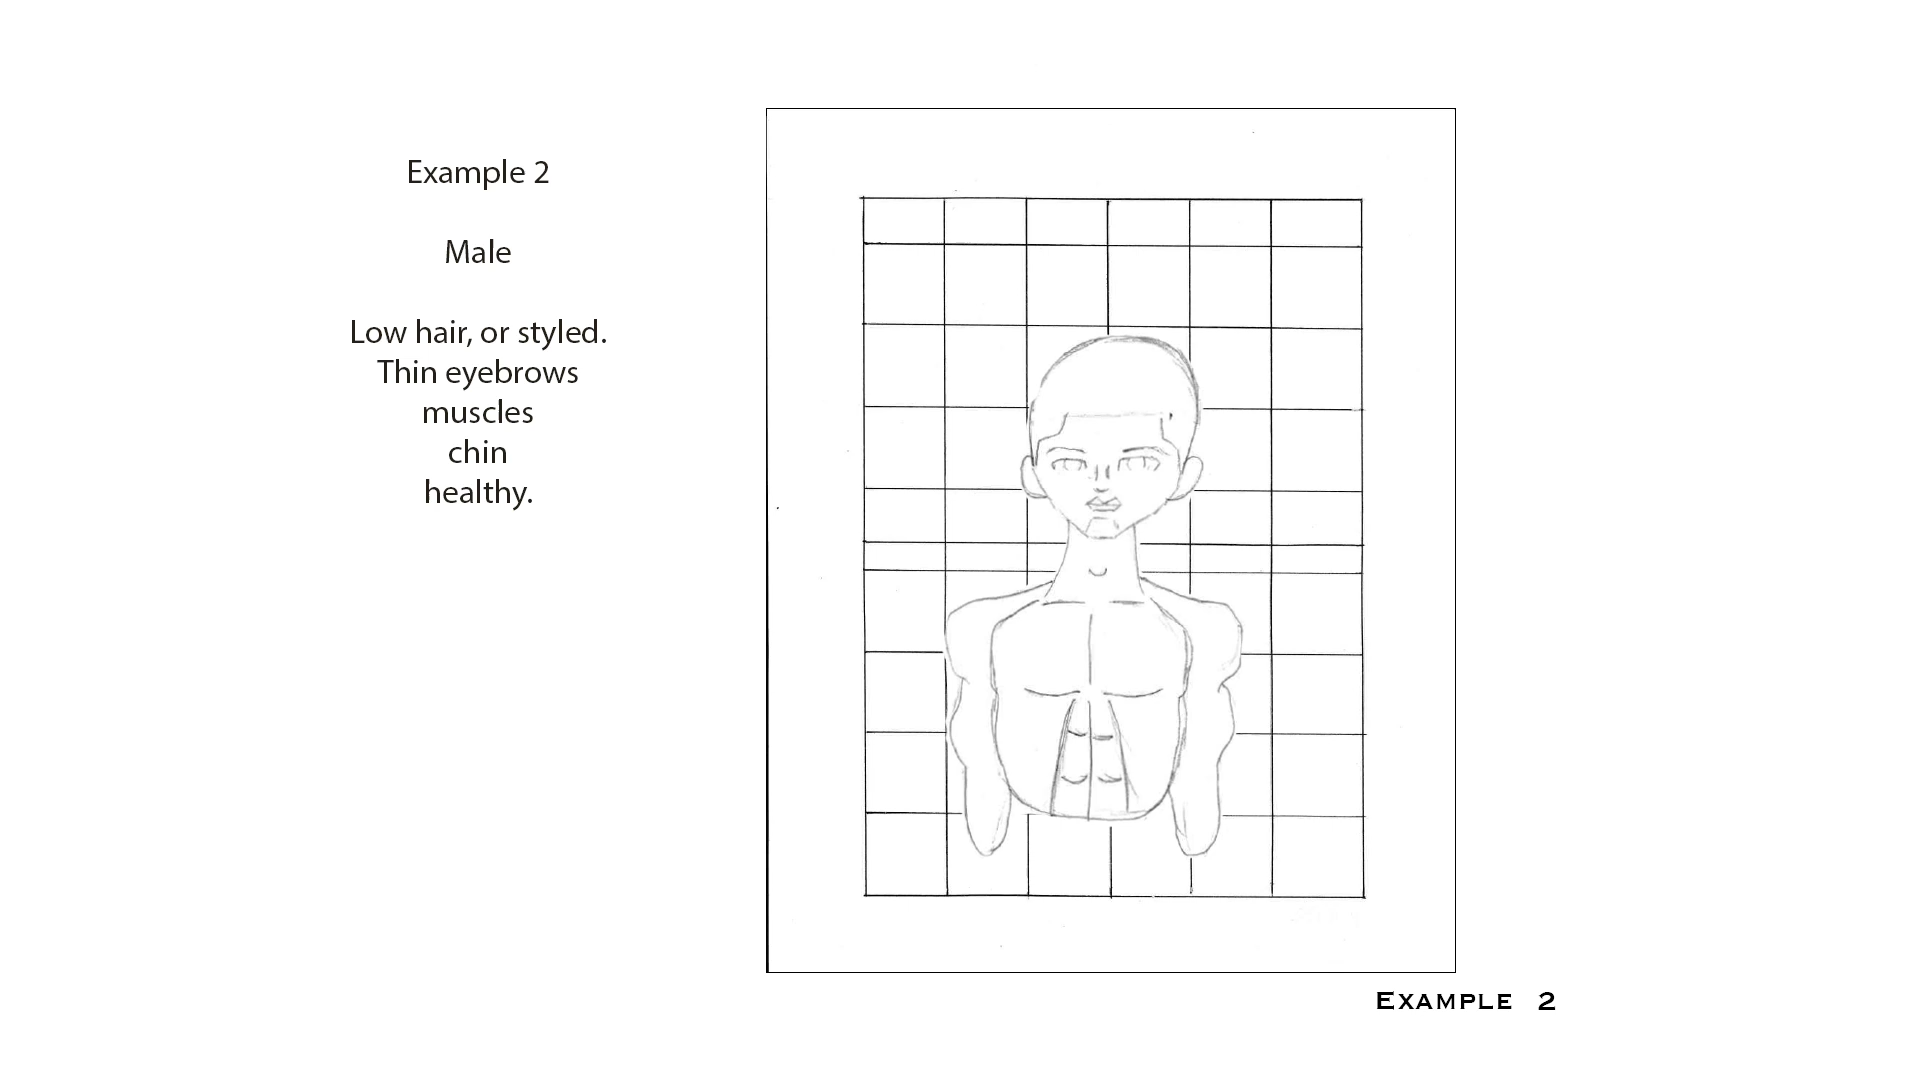 Example 2
Male
Low hair, or styled.
Thin eyebrows
muscles
chin
healthy.
Example 2